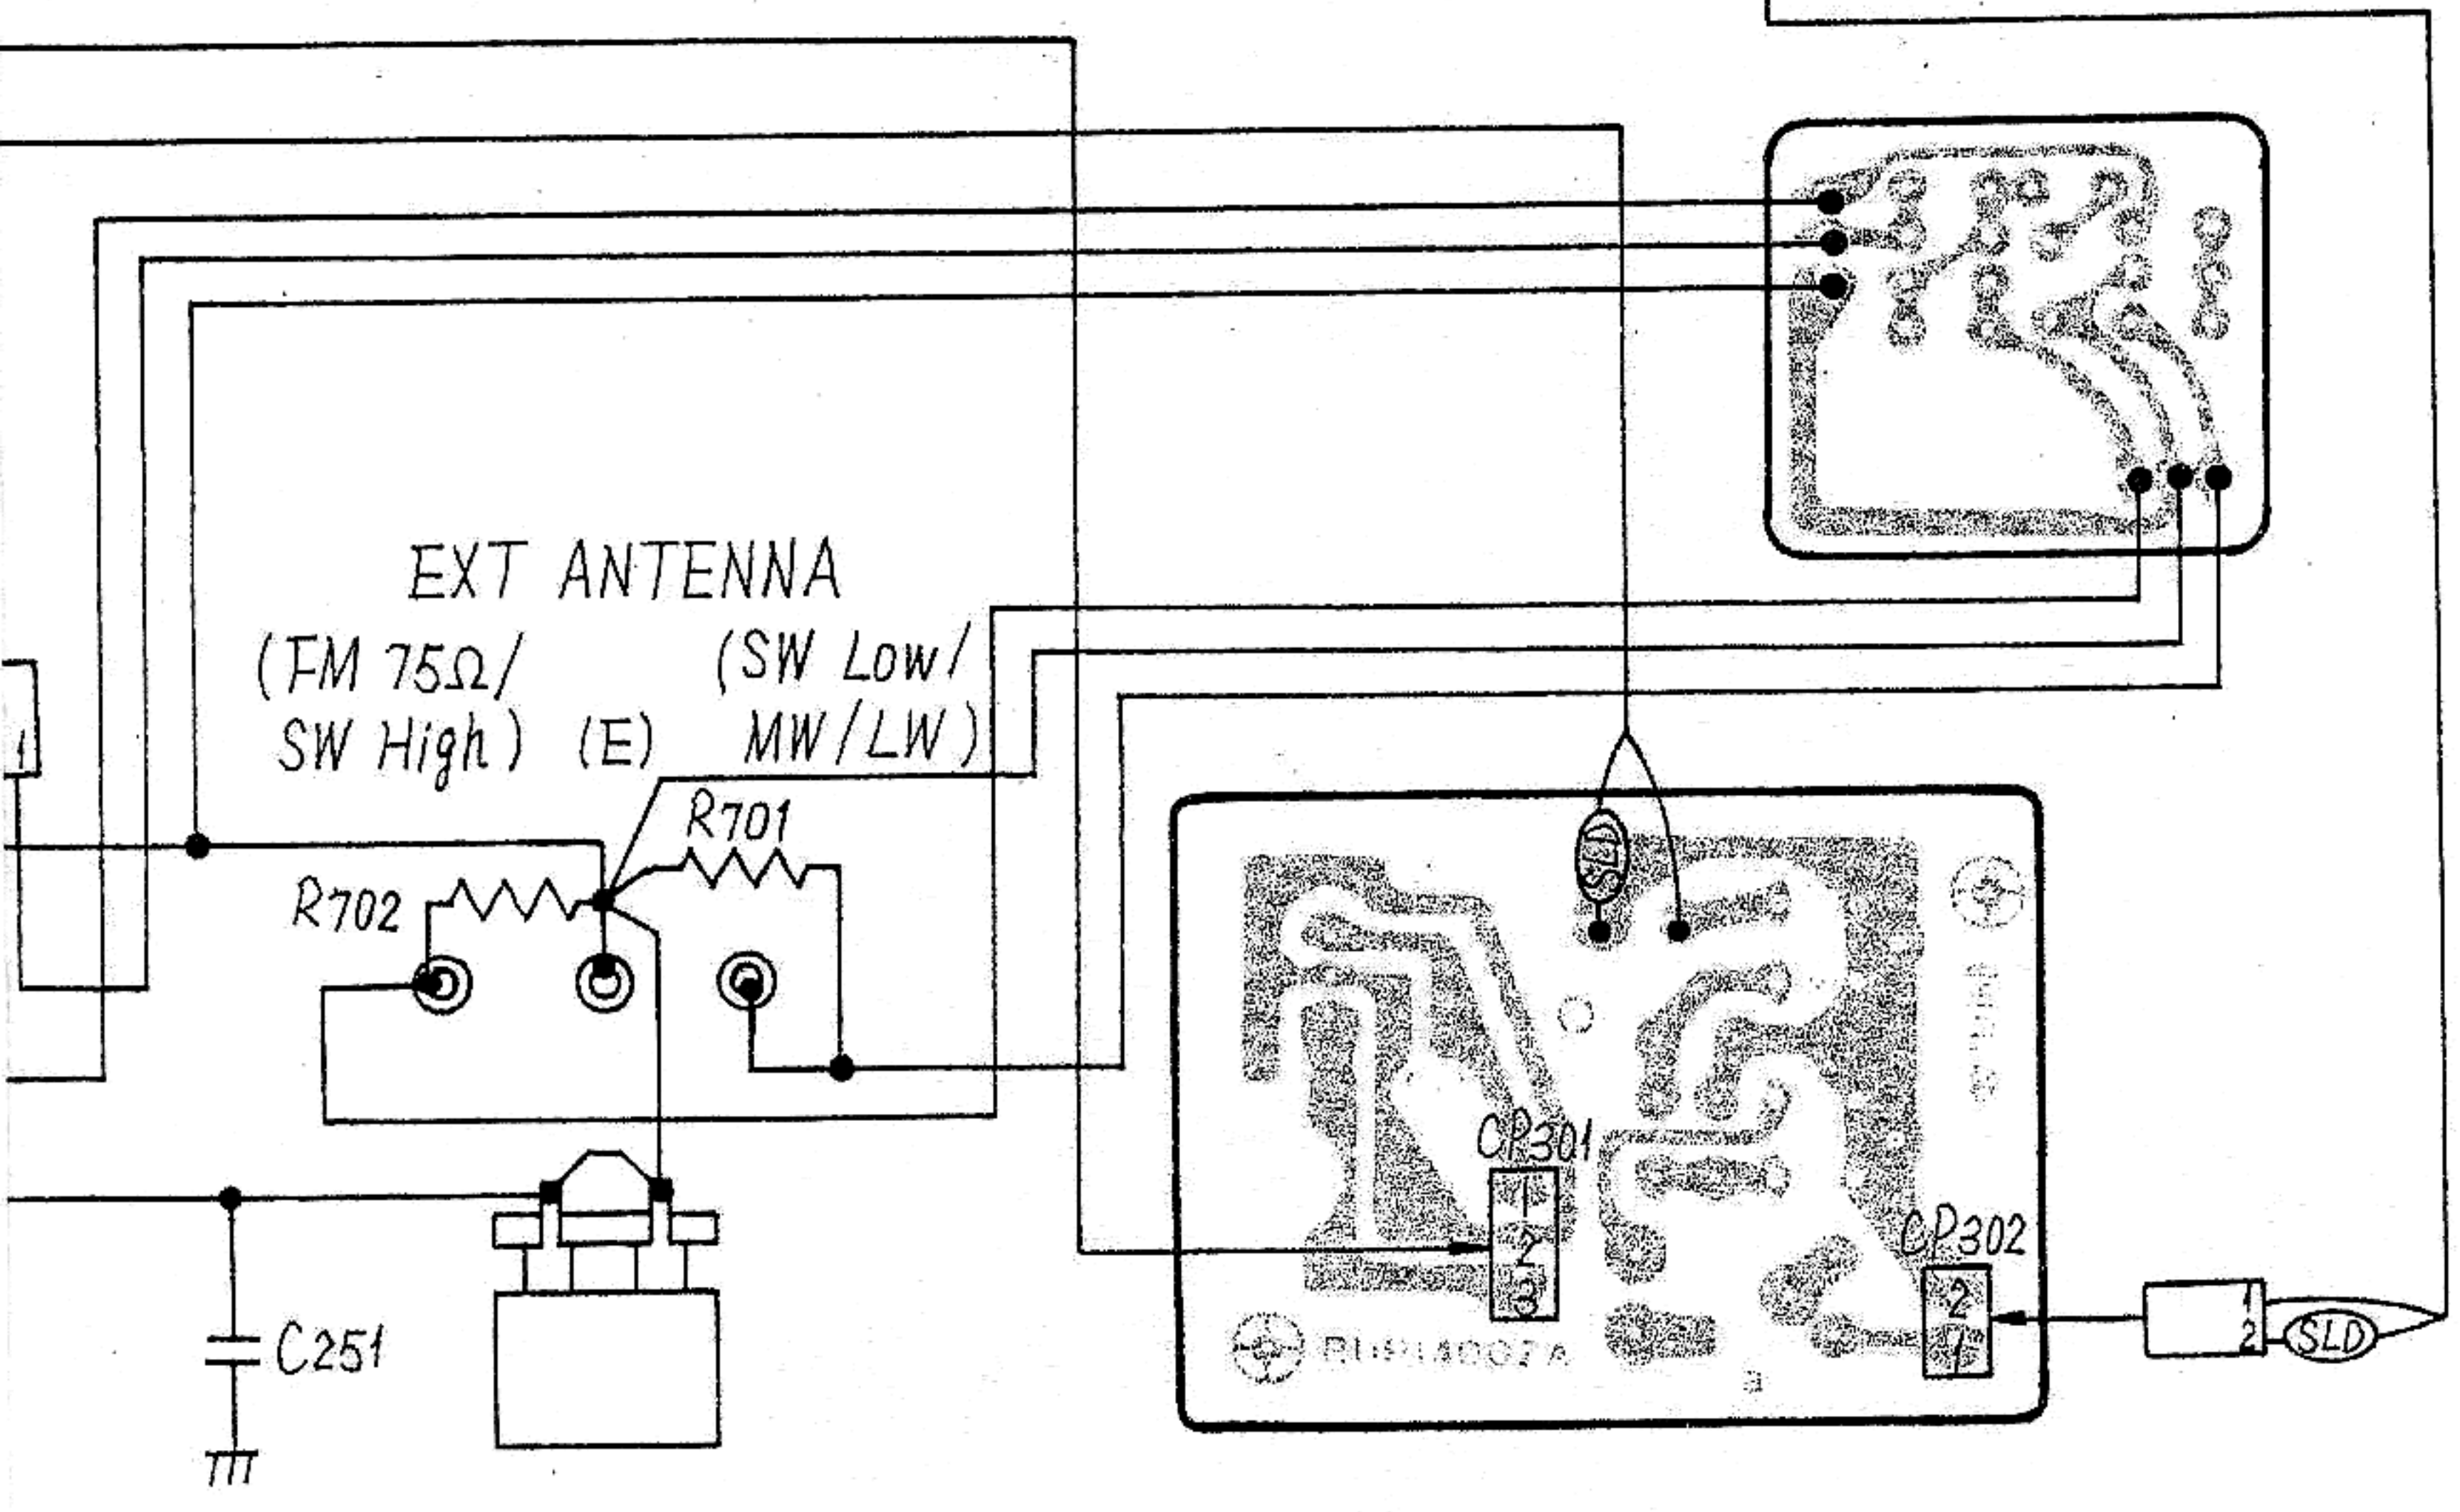 EXT ANTENNA
(FM 75Ω/
SW High)
(E)
(SW Low/
MW/LW)
1
R701
R702
C251
SLD
CP301
1
2
3
CP302
2
1
1
2
SLD
a